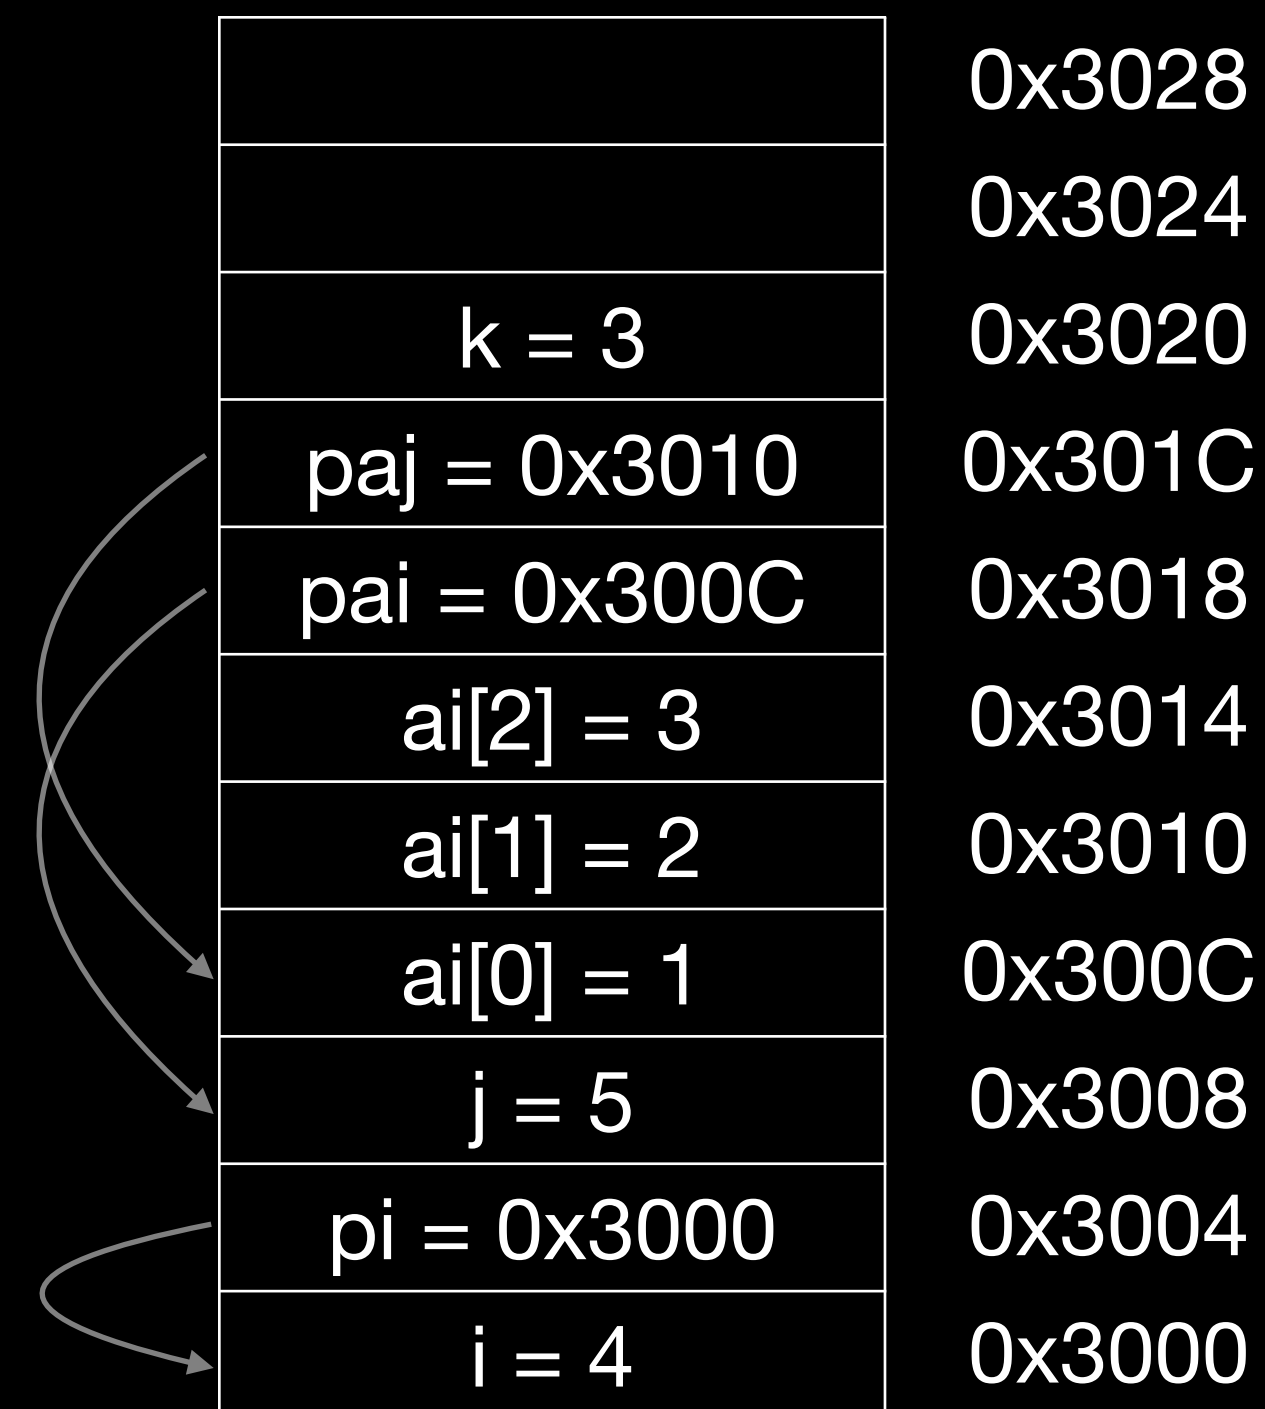 0x3028
0x3024
k = 3 0x3020
paj = 0x3010 0x301C
pai = 0x300C 0x3018
ai[2] = 3 0x3014
ai[1] = 2 0x3010
ai[0] = 1 0x300C
j = 5 0x3008
pi = 0x3000 0x3004
i = 4 0x3000